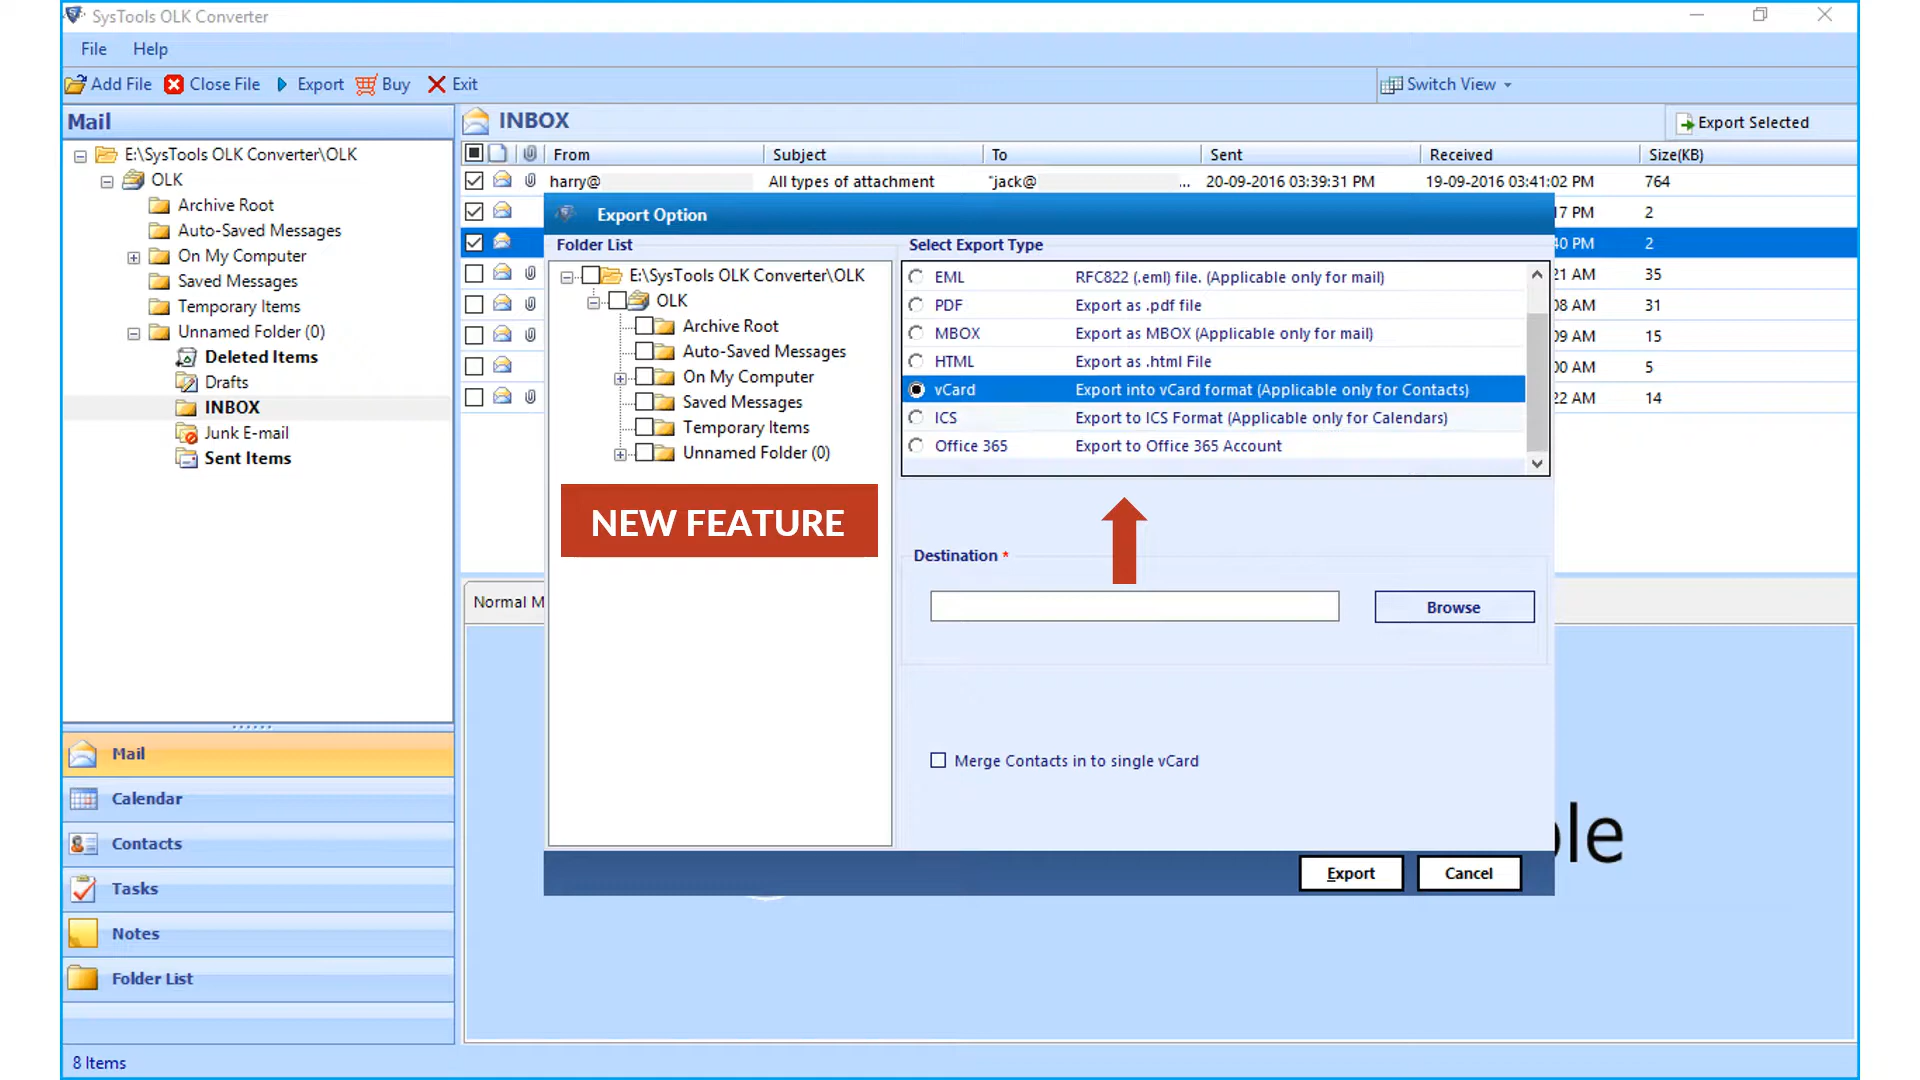 SysTools OLK Converter
File Help
Add File Close File Export Buy Exit Switch View
Mail
INBOX
Export Selected
E:\SysTools OLK Converter\OLK
OLK
Archive Root
Auto-Saved Messages
On My Computer
Saved Messages
Temporary Items
Unnamed Folder (0)
Deleted Items
Drafts
INBOX
Junk E-mail
Sent Items
From Subject To Sent Received Size(KB)
harry@ All types of attachment "jack@ ... 20-09-2016 03:39:31 PM 19-09-2016 03:41:02 PM 764
17 PM 2
40 PM 2
21 AM 35
08 AM 31
09 AM 15
00 AM 5
22 AM 14
Export Option
Folder List
E:\SysTools OLK Converter\OLK
OLK
Archive Root
Auto-Saved Messages
On My Computer
Saved Messages
Temporary Items
Unnamed Folder (0)
NEW FEATURE
Select Export Type
EML RFC822 (.eml) file. (Applicable only for mail)
PDF Export as .pdf file
MBOX Export as MBOX (Applicable only for mail)
HTML Export as .html File
vCard Export into vCard format (Applicable only for Contacts)
ICS Export to ICS Format (Applicable only for Calendars)
Office 365 Export to Office 365 Account
Destination *
Browse
Merge Contacts in to single vCard
Export Cancel
Normal M
le
Mail
Calendar
Contacts
Tasks
Notes
Folder List
8 Items